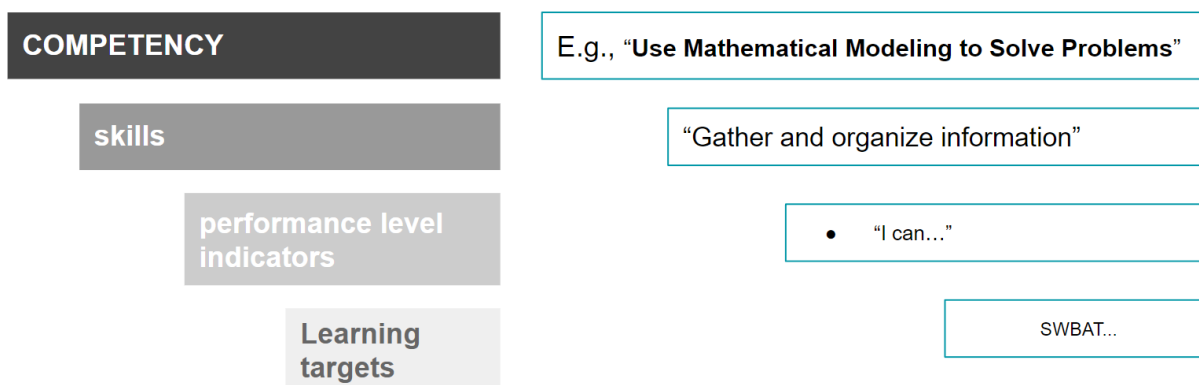 COMPETENCY
E.g., “Use Mathematical Modeling to Solve Problems”
skills
“Gather and organize information”
performance level
indicators
● “I can…”
Learning
targets
SWBAT...